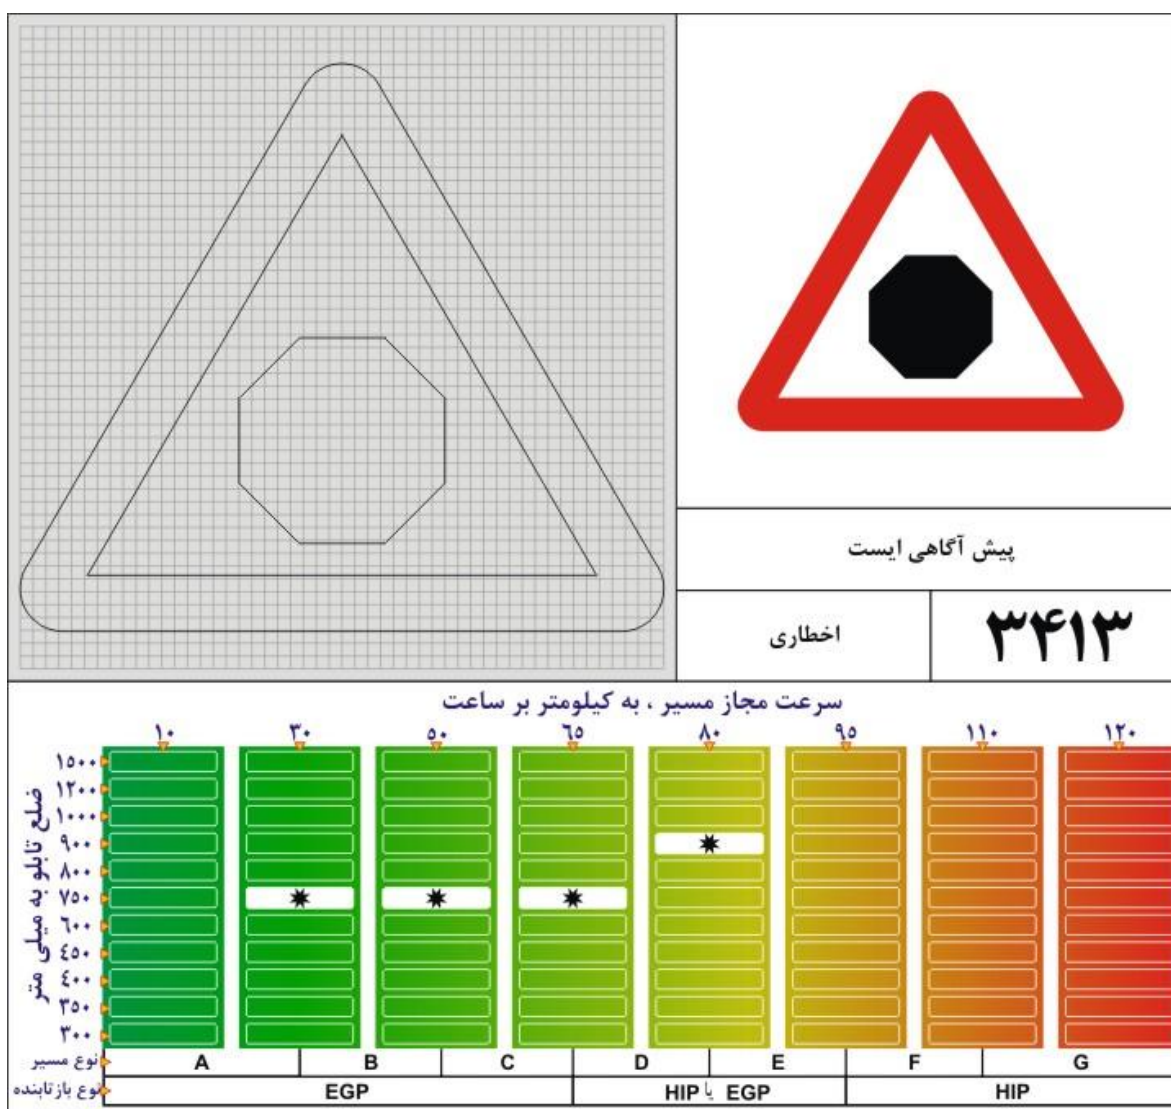 پیش آگاهی ایست
۳۴۱۳
اخطاری
سرعت مجاز مسیر ، به کیلومتر بر ساعت
۱۰ ۳۰ ۵۰ ۶۵ ۸۰ ۹۵ ۱۱۰ ۱۲۰
ضلع تابلو به میلی متر
۱۵۰۰
۱۲۰۰
۱۰۰۰
۹۰۰
۸۰۰
۷۵۰
۶۰۰
۴۵۰
۴۰۰
۳۵۰
۳۰۰
نوع مسیر A B C D E F G
نوع بازتابنده EGP HIP یا EGP HIP